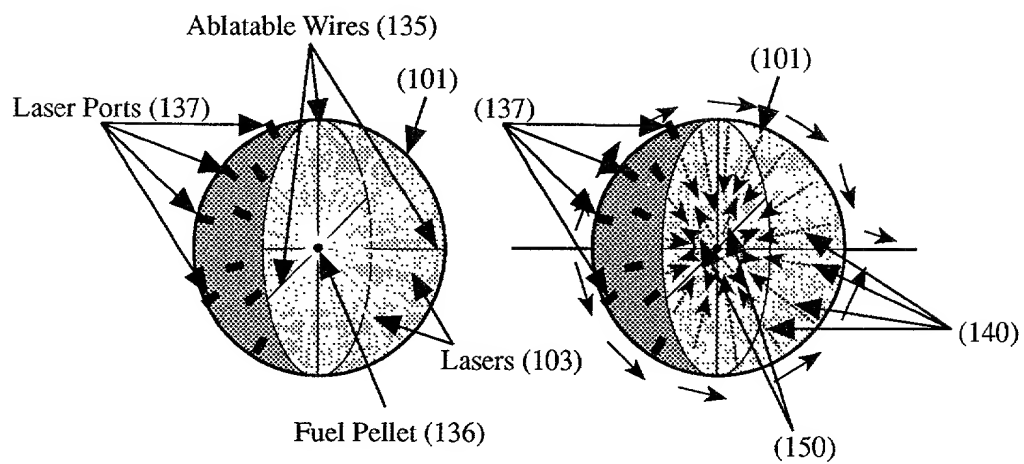 Ablatable Wires (135)
(101)
Laser Ports (137)
Lasers (103)
Fuel Pellet (136)
(101)
(137)
(140)
(150)